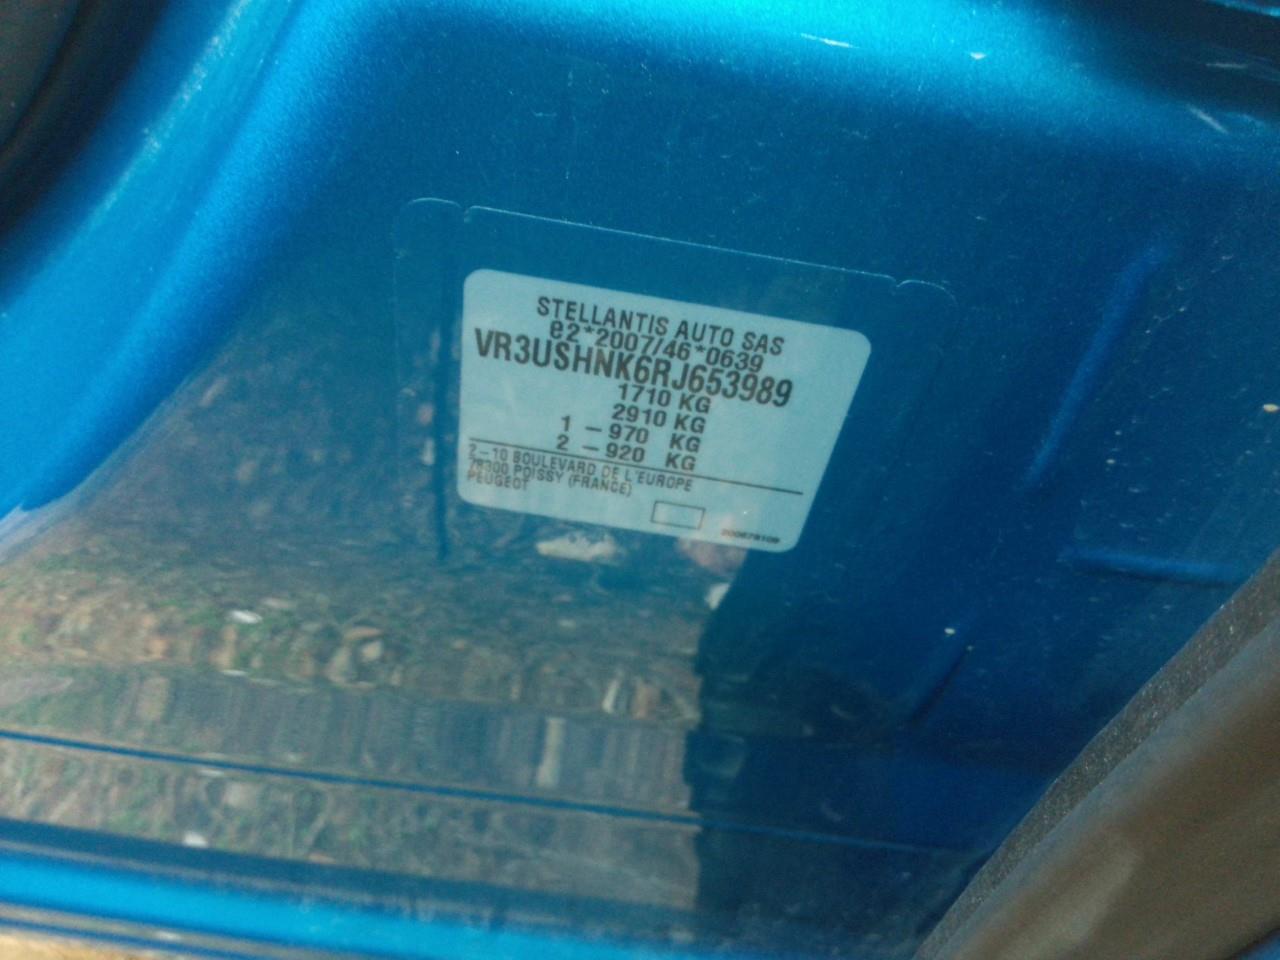 STELLANTIS AUTO SAS
e2*2007/46*0639
VR3USHNK6RJ653989
1710 KG
2910 KG
1 - 970 KG
2 - 920 KG
2-10 BOULEVARD DE L'EUROPE
78300 POISSY (FRANCE)
PEUGEOT